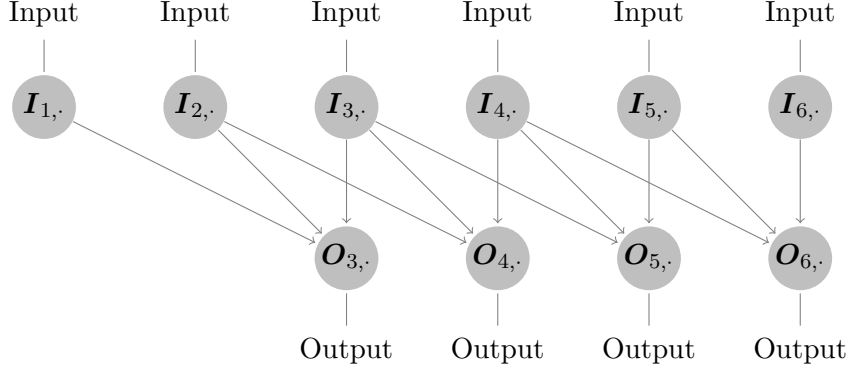 Input Input Input Input Input Input
I1,· I2,· I3,· I4,· I5,· I6,·
O3,· O4,· O5,· O6,·
Output Output Output Output